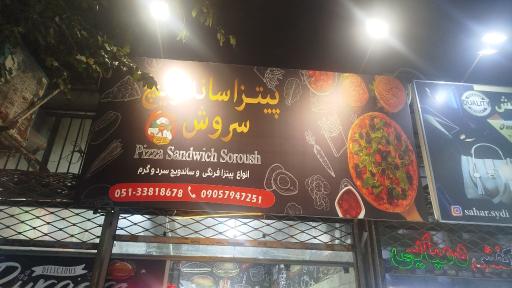 پیتزا ساندویچ
سروش
Pizza Sandwich Soroush
انواع پیتزا فرنگی و ساندویچ سرد و گرم
051-33818678 09057947251
QUALITY
sahar.sydi
DELICIOUS